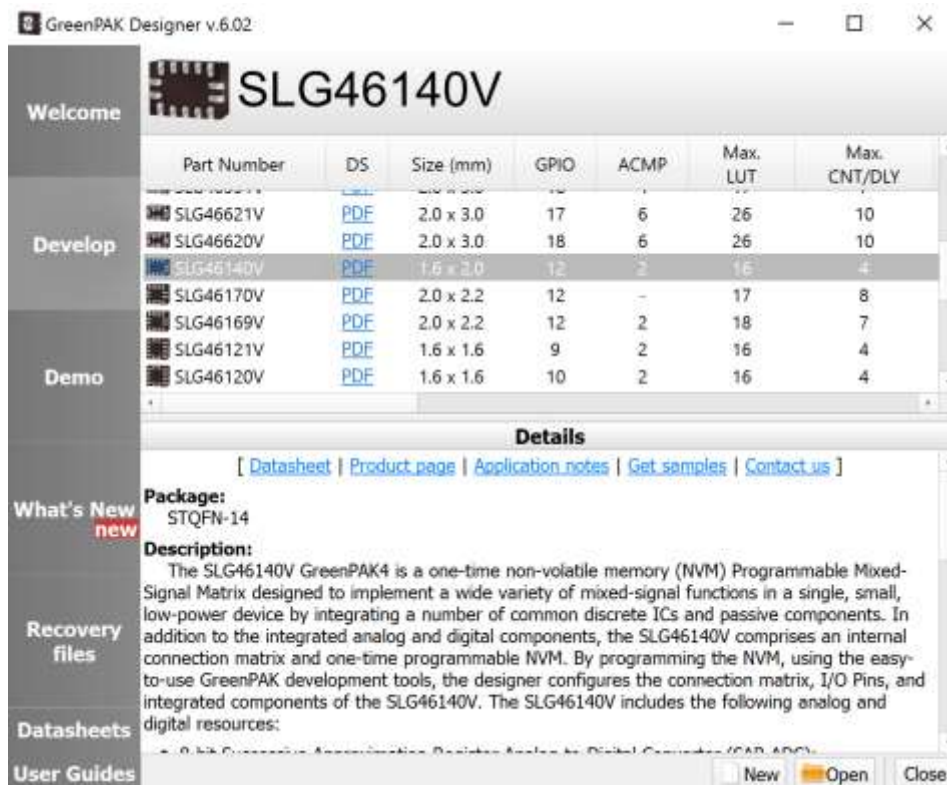 GreenPAK Designer v.6.02
SLG46140V
Welcome
Develop
Demo
What's New
new
Recovery
files
Datasheets
User Guides
Part Number DS Size (mm) GPIO ACMP Max. LUT Max. CNT/DLY
SLG46621V PDF 2.0 x 3.0 17 6 26 10
SLG46620V PDF 2.0 x 3.0 18 6 26 10
SLG46140V PDF 1.6 x 2.0 12 2 16 4
SLG46170V PDF 2.0 x 2.2 12 - 17 8
SLG46169V PDF 2.0 x 2.2 12 2 18 7
SLG46121V PDF 1.6 x 1.6 9 2 16 4
SLG46120V PDF 1.6 x 1.6 10 2 16 4
Details
[ Datasheet | Product page | Application notes | Get samples | Contact us ]
Package:
STQFN-14
Description:
The SLG46140V GreenPAK4 is a one-time non-volatile memory (NVM) Programmable Mixed-
Signal Matrix designed to implement a wide variety of mixed-signal functions in a single, small,
low-power device by integrating a number of common discrete ICs and passive components. In
addition to the integrated analog and digital components, the SLG46140V comprises an internal
connection matrix and one-time programmable NVM. By programming the NVM, using the easy-
to-use GreenPAK development tools, the designer configures the connection matrix, I/O Pins, and
integrated components of the SLG46140V. The SLG46140V includes the following analog and
digital resources:
New
Open
Close